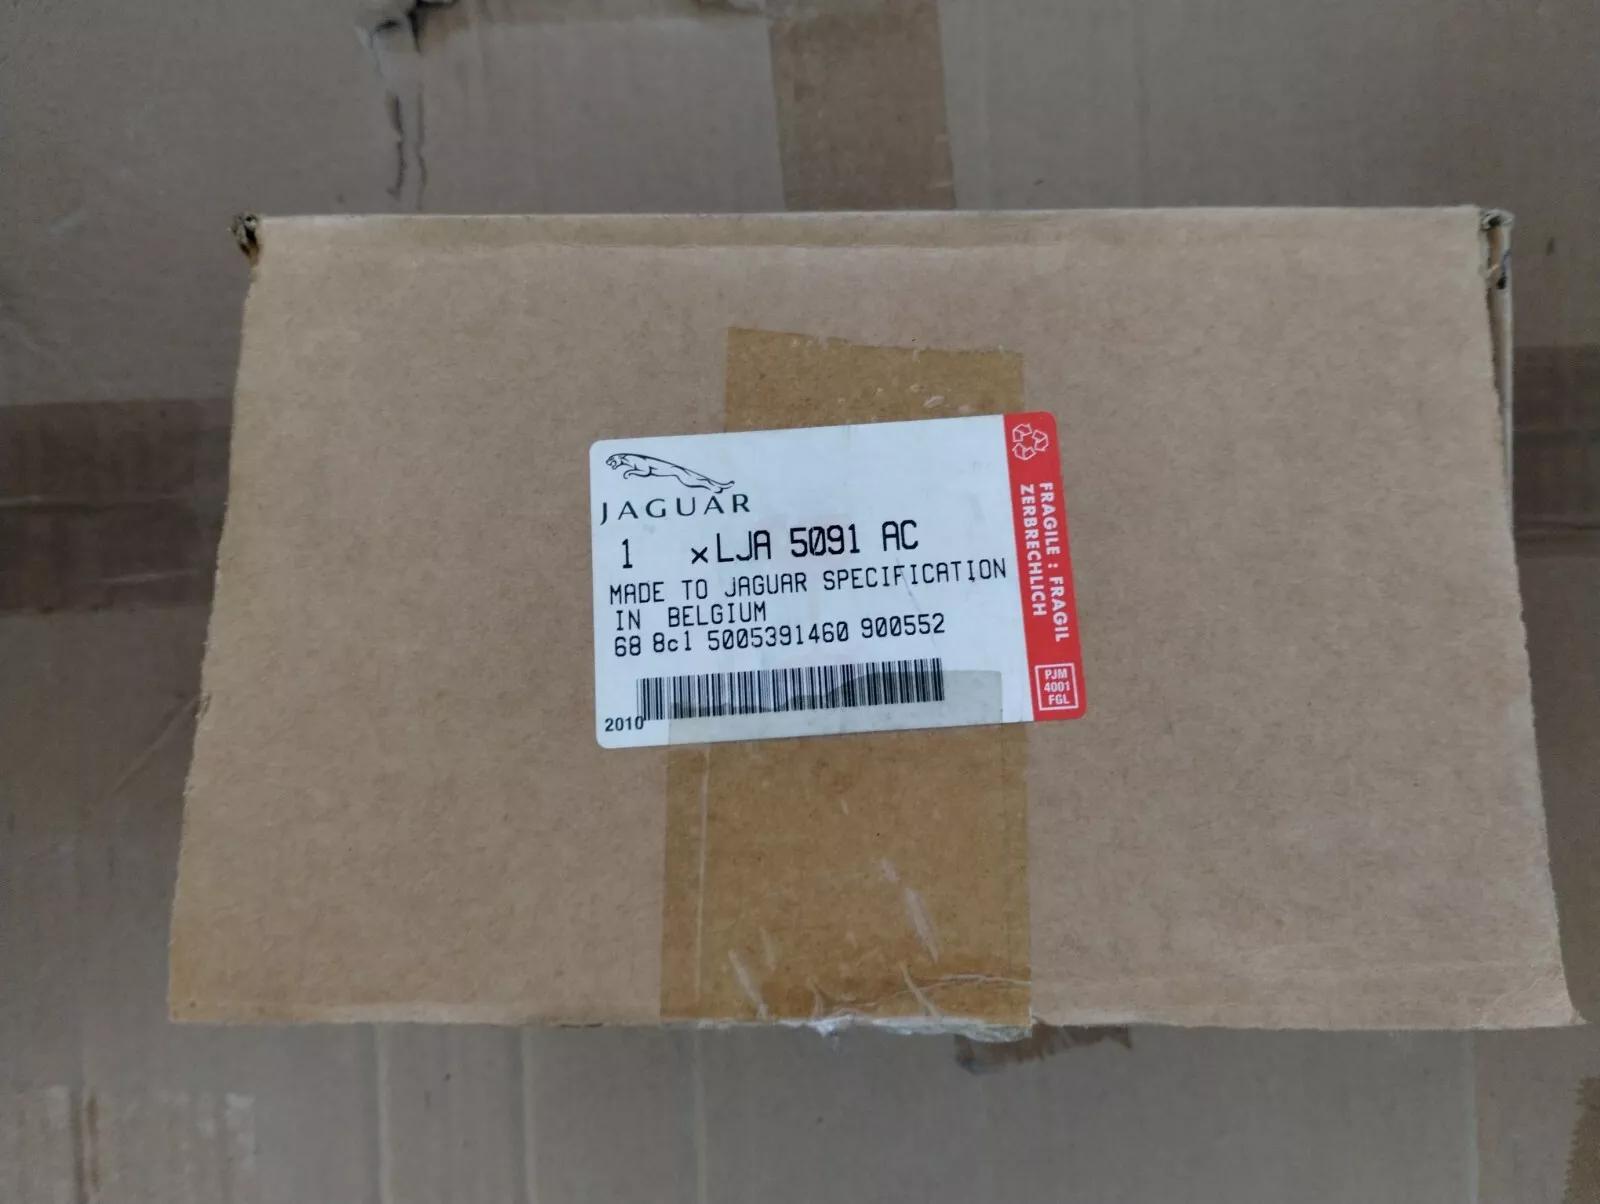 JAGUAR
1 xLJA 5091 AC
MADE TO JAGUAR SPECIFICATION
IN BELGIUM
68 8c1 5005391460 900552
2010
FRAGILE : FRAGIL
ZERBRECHLICH
PJM
4001
FGL